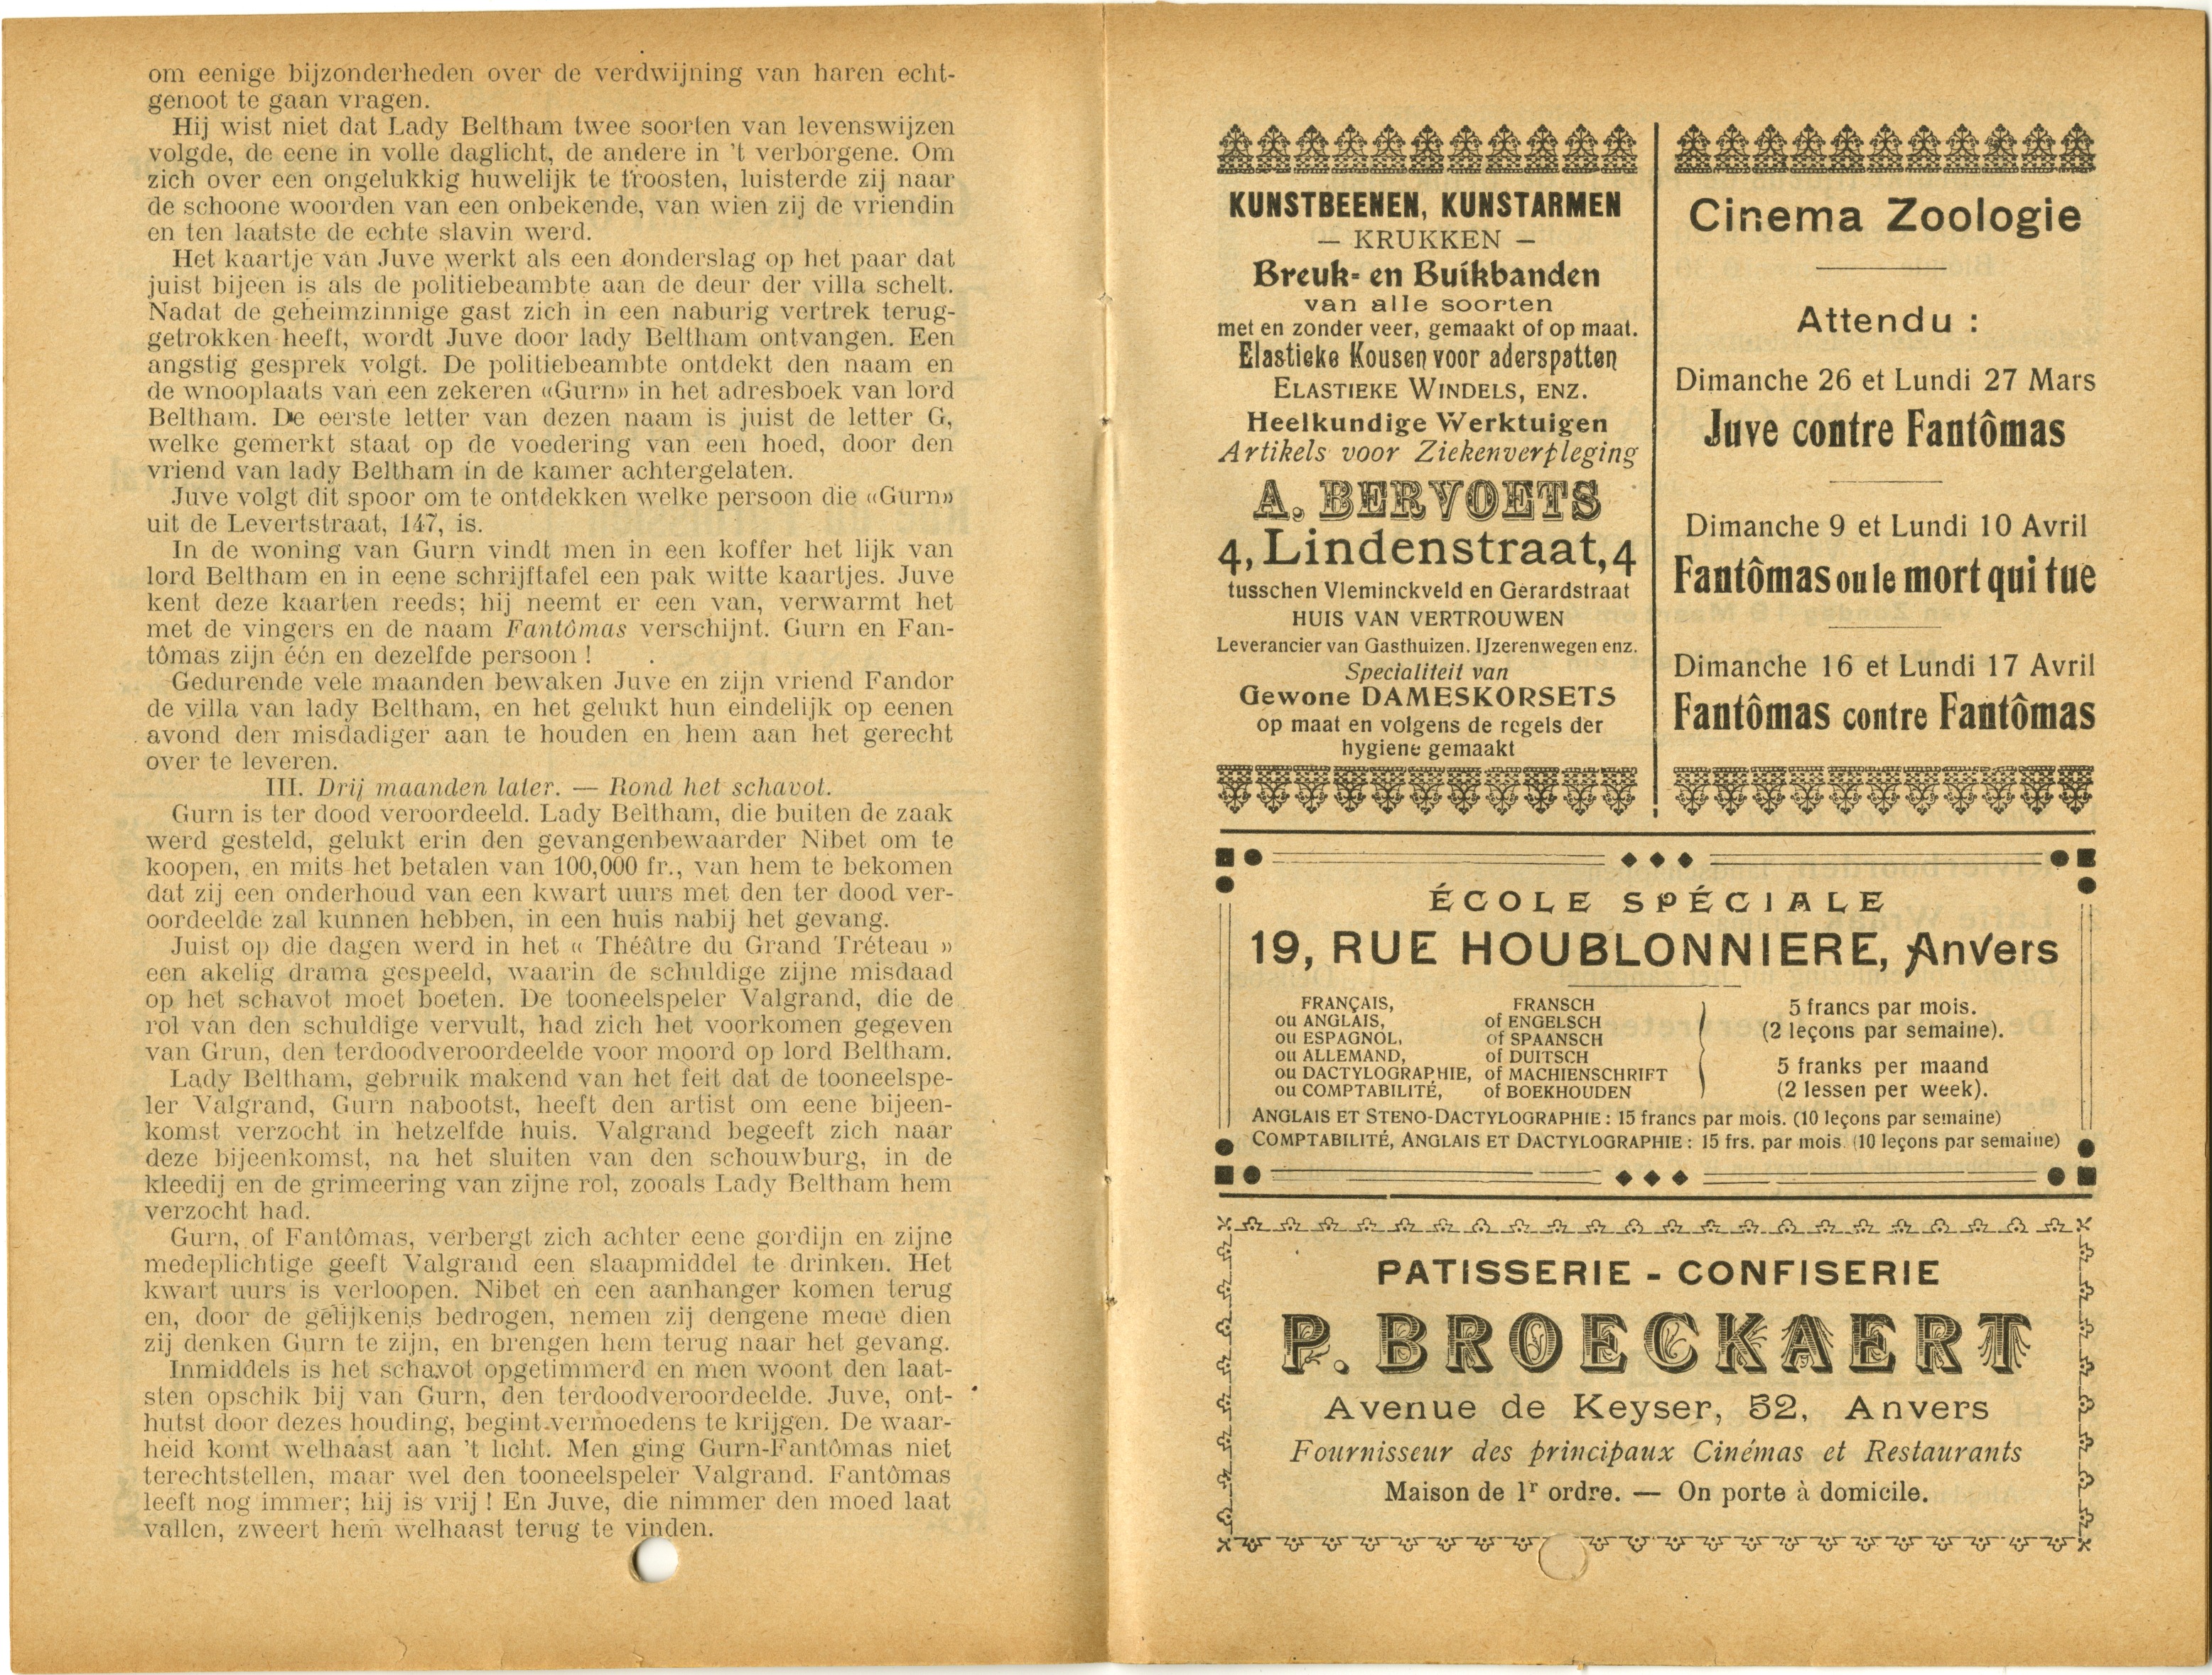 om eenige bijzonderheden over de verdwijning van haren echt-
genoot te gaan vragen.
Hij wist niet dat Lady Beltham twee soorten van levenswijzen
volgde, de eene in volle daglicht, de andere in 't verborgene. Om
zich over een ongelukkig huwelijk te troosten, luisterde zij naar
de schoone woorden van een onbekende, van wien zij de vriendin
en ten laatste de echte slavin werd.
Het kaartje van Juve werkt als een donderslag op het paar dat
juist bijeen is als de politiebeambte aan de deur der villa schelt.
Nadat de geheimzinnige gast zich in een naburig vertrek terug-
getrokken heeft, wordt Juve door lady Beltham ontvangen. Een
angstig gesprek volgt. De politiebeambte ontdekt den naam en
de wnooplaats van een zekeren «Gurn» in het adresboek van lord
Beltham. De eerste letter van dezen naam is juist de letter G,
welke gemerkt staat op de voedering van een hoed, door den
vriend van lady Beltham in de kamer achtergelaten.
Juve volgt dit spoor om te ontdekken welke persoon die «Gurn»
uit de Levertstraat, 147, is.
In de woning van Gurn vindt men in een koffer het lijk van
lord Beltham en in eene schrijftafel een pak witte kaartjes. Juve
kent deze kaarten reeds; hij neemt er een van, verwarmt het
met de vingers en de naam Fantômas verschijnt. Gurn en Fan-
tômas zijn één en dezelfde persoon !
Gedurende vele maanden bewaken Juve en zijn vriend Fandor
de villa van lady Beltham, en het gelukt hun eindelijk op eenen
avond den misdadiger aan te houden en hem aan het gerecht
over te leveren.
III. Drij maanden later. — Rond het schavot.
Gurn is ter dood veroordeeld. Lady Beltham, die buiten de zaak
werd gesteld, gelukt erin den gevangenbewaarder Nibet om te
koopen, en mits het betalen van 100,000 fr., van hem te bekomen
dat zij een onderhoud van een kwart uurs met den ter dood ver-
oordeelde zal kunnen hebben, in een huis nabij het gevang.
Juist op die dagen werd in het « Théâtre du Grand Tréteau »
een akelig drama gespeeld, waarin de schuldige zijne misdaad
op het schavot moet boeten. De tooneelspeler Valgrand, die de
rol van den schuldige vervult, had zich het voorkomen gegeven
van Grun, den terdoodveroordeelde voor moord op lord Beltham.
Lady Beltham, gebruik makend van het feit dat de tooneelspe-
ler Valgrand, Gurn nabootst, heeft den artist om eene bijeen-
komst verzocht in hetzelfde huis. Valgrand begeeft zich naar
deze bijeenkomst, na het sluiten van den schouwburg, in de
kleedij en de grimeering van zijne rol, zooals Lady Beltham hem
verzocht had.
Gurn, of Fantômas, verbergt zich achter eene gordijn en zijne
medeplichtige geeft Valgrand een slaapmiddel te drinken. Het
kwart uurs is verloopen. Nibet en een aanhanger komen terug
en, door de gelijkenis bedrogen, nemen zij dengene mede dien
zij denken Gurn te zijn, en brengen hem terug naar het gevang.
Inmiddels is het schavot opgetimmerd en men woont den laat-
sten opschik bij van Gurn, den terdoodveroordeelde. Juve, ont-
hutst door dezes houding, begint vermoedens te krijgen. De waar-
heid komt welhaast aan 't licht. Men ging Gurn-Fantômas niet
terechtstellen, maar wel den tooneelspeler Valgrand. Fantômas
leeft nog immer; hij is vrij ! En Juve, die nimmer den moed laat
vallen, zweert hem welhaast terug te vinden.
KUNSTBEENEN, KUNSTARMEN
— KRUKKEN —
Breuk- en Buikbanden
van alle soorten
met en zonder veer, gemaakt of op maat.
Elastieke Kousen voor aderspatten
ELASTIEKE WINDELS, ENZ.
Heelkundige Werktuigen
Artikels voor Ziekenverpleging
A. BERVOETS
4, Lindenstraat, 4
tusschen Vleminckveld en Gerardstraat
HUIS VAN VERTROUWEN
Leverancier van Gasthuizen. IJzerenwegen enz.
Specialiteit van
Gewone DAMESKORSETS
op maat en volgens de regels der
hygiene gemaakt
Cinema Zoologie
Attendu :
Dimanche 26 et Lundi 27 Mars
Juve contre Fantômas
Dimanche 9 et Lundi 10 Avril
Fantômas ou le mort qui tue
Dimanche 16 et Lundi 17 Avril
Fantômas contre Fantômas
ÉCOLE SPÉCIALE
19, RUE HOUBLONNIERE, Anvers
FRANÇAIS, FRANSCH
ou ANGLAIS, of ENGELSCH
ou ESPAGNOL, of SPAANSCH
ou ALLEMAND, of DUITSCH
ou DACTYLOGRAPHIE, of MACHIENSCHRIFT
ou COMPTABILITÉ, of BOEKHOUDEN
5 francs par mois.
(2 leçons par semaine).
5 franks per maand
(2 lessen per week).
ANGLAIS ET STENO-DACTYLOGRAPHIE : 15 francs par mois. (10 leçons par semaine)
COMPTABILITÉ, ANGLAIS ET DACTYLOGRAPHIE : 15 frs. par mois. (10 leçons par semaine)
PATISSERIE - CONFISERIE
P. BROECKAERT
Avenue de Keyser, 52, Anvers
Fournisseur des principaux Cinémas et Restaurants
Maison de 1r ordre. — On porte à domicile.